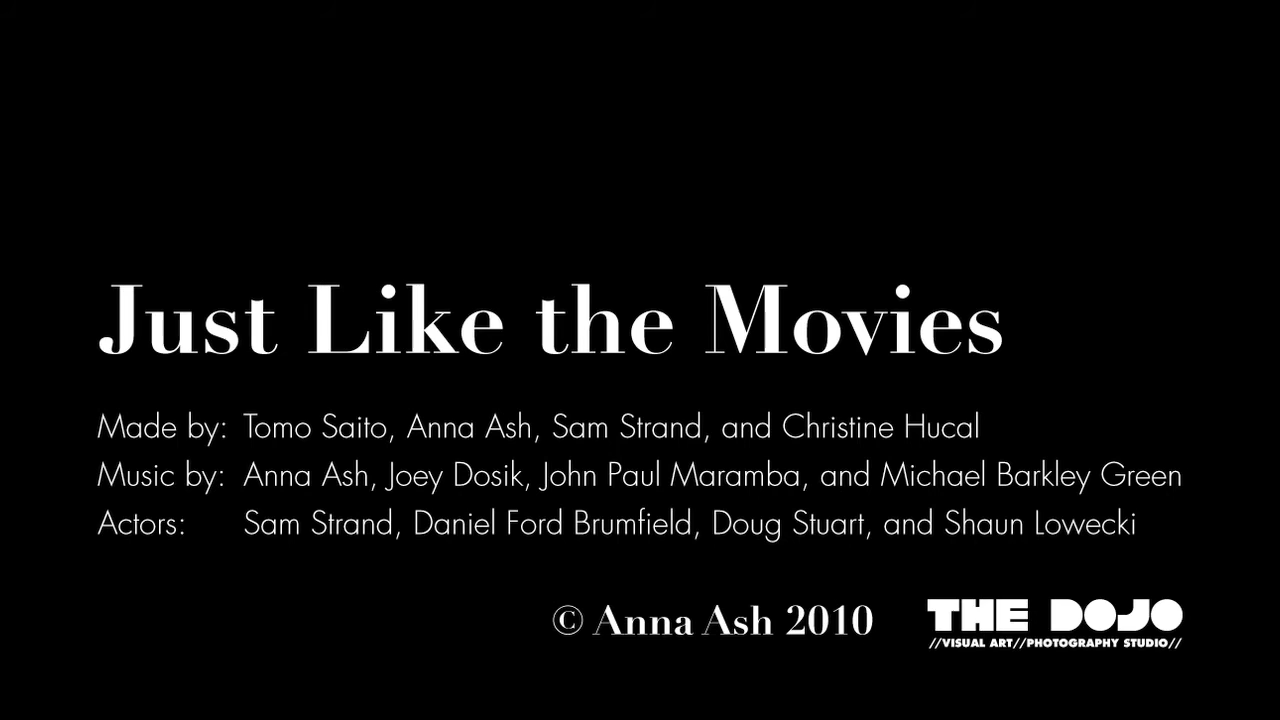 Just Like the Movies
Made by: Tomo Saito, Anna Ash, Sam Strand, and Christine Hucal
Music by: Anna Ash, Joey Dosik, John Paul Maramba, and Michael Barkley Green
Actors: Sam Strand, Daniel Ford Brumfield, Doug Stuart, and Shaun Lowecki
© Anna Ash 2010
THE DOJO
//VISUAL ART//PHOTOGRAPHY STUDIO//